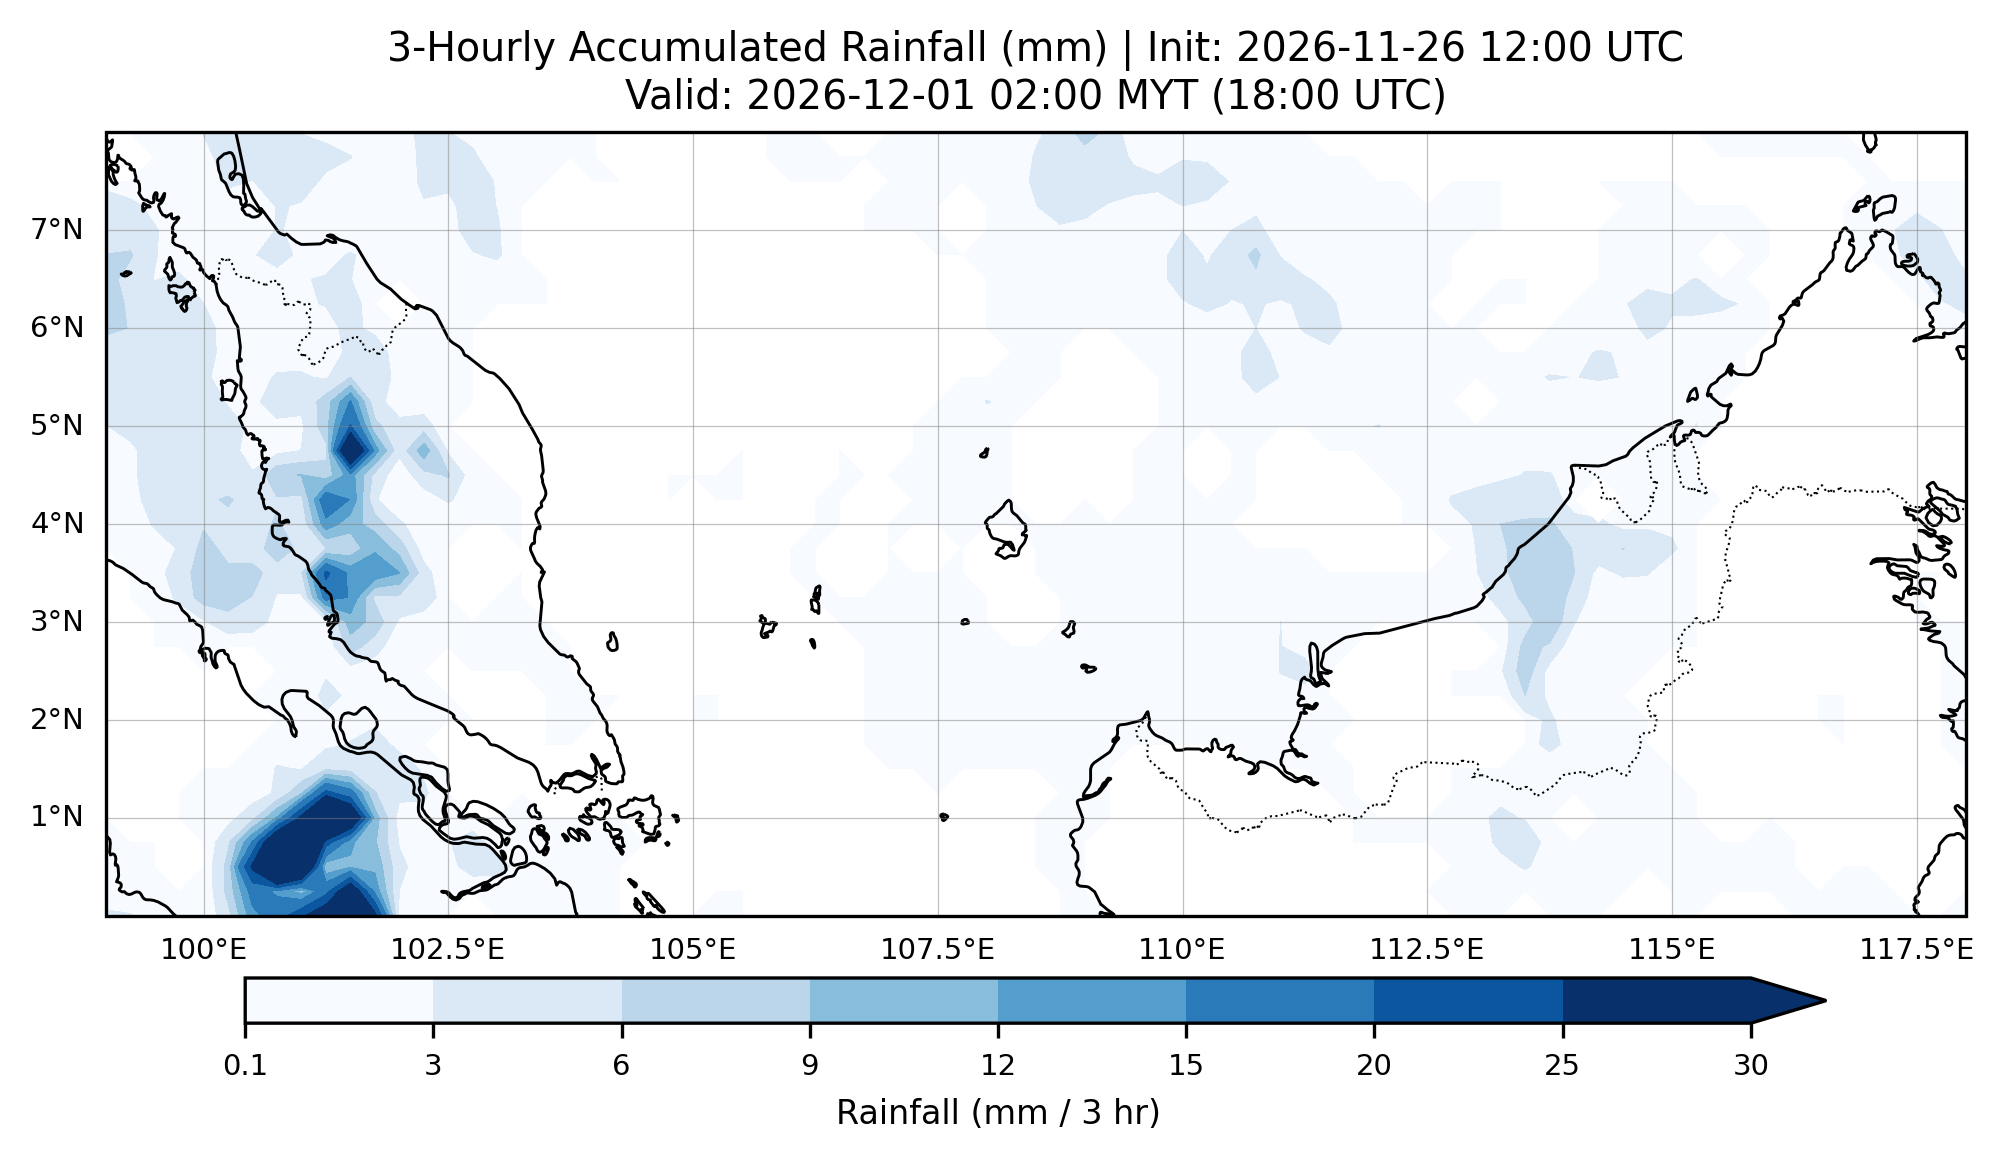 3-Hourly Accumulated Rainfall (mm) | Init: 2026-11-26 12:00 UTC
Valid: 2026-12-01 02:00 MYT (18:00 UTC)
7°N
6°N
5°N
4°N
3°N
2°N
1°N
100°E 102.5°E 105°E 107.5°E 110°E 112.5°E 115°E 117.5°E
0.1 3 6 9 12 15 20 25 30
Rainfall (mm / 3 hr)